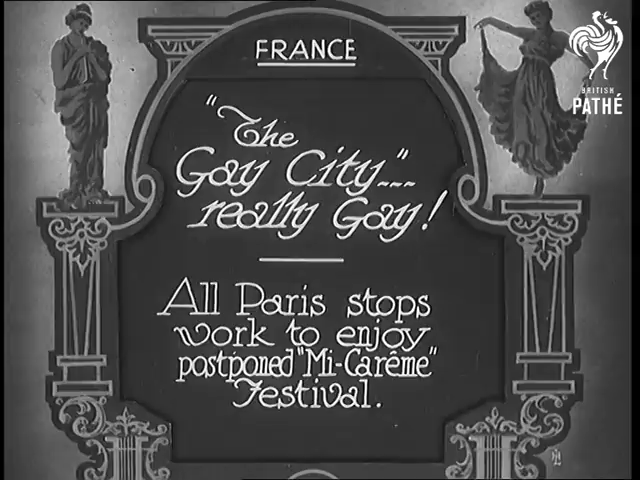 FRANCE
BRITISH
PATHÉ
"The
Gay City"...
really Gay!
All Paris stops
work to enjoy
postponed "Mi-Carême"
Festival.